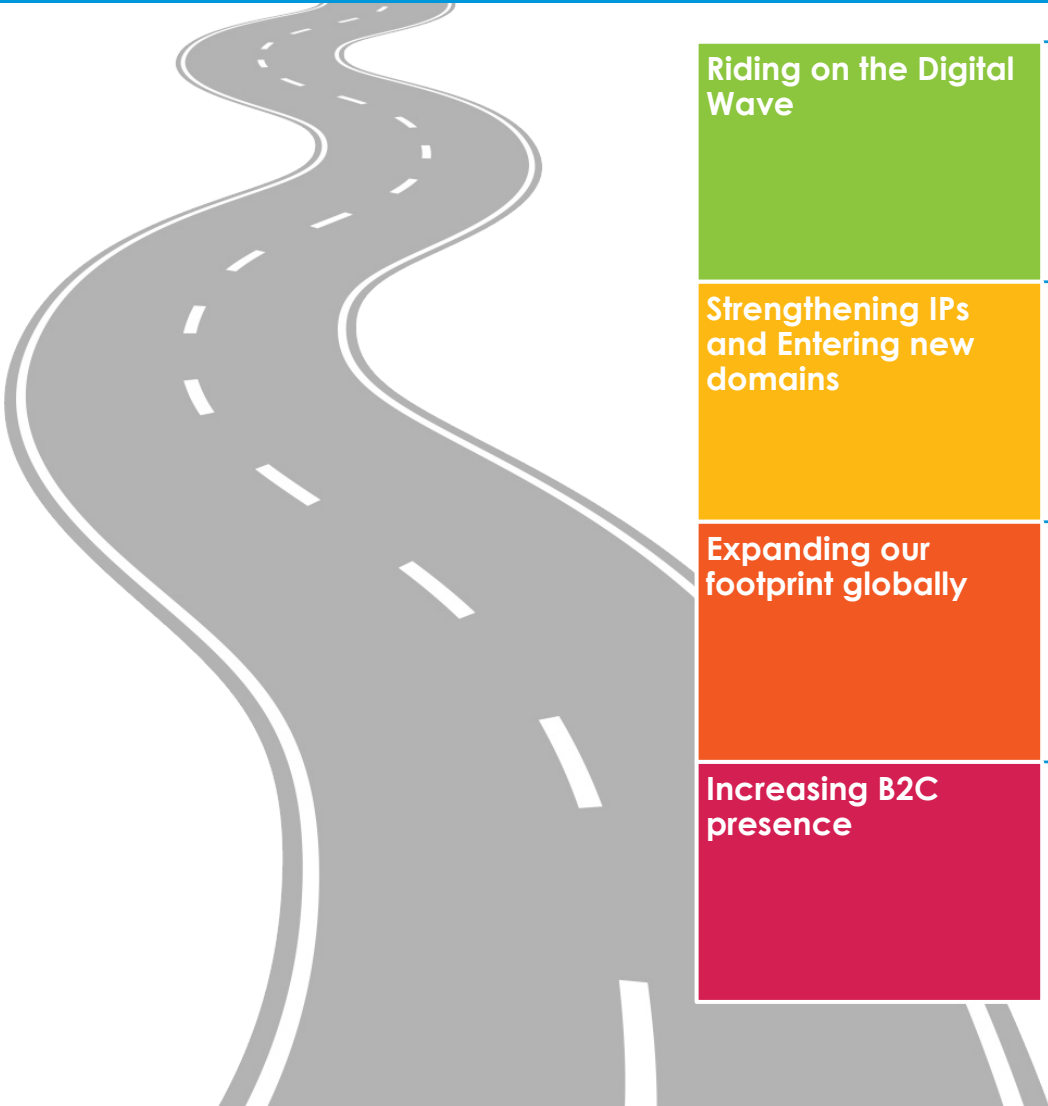 Riding on the Digital
Wave
Strengthening IPs
and Entering new
domains
Expanding our
footprint globally
Increasing B2C
presence